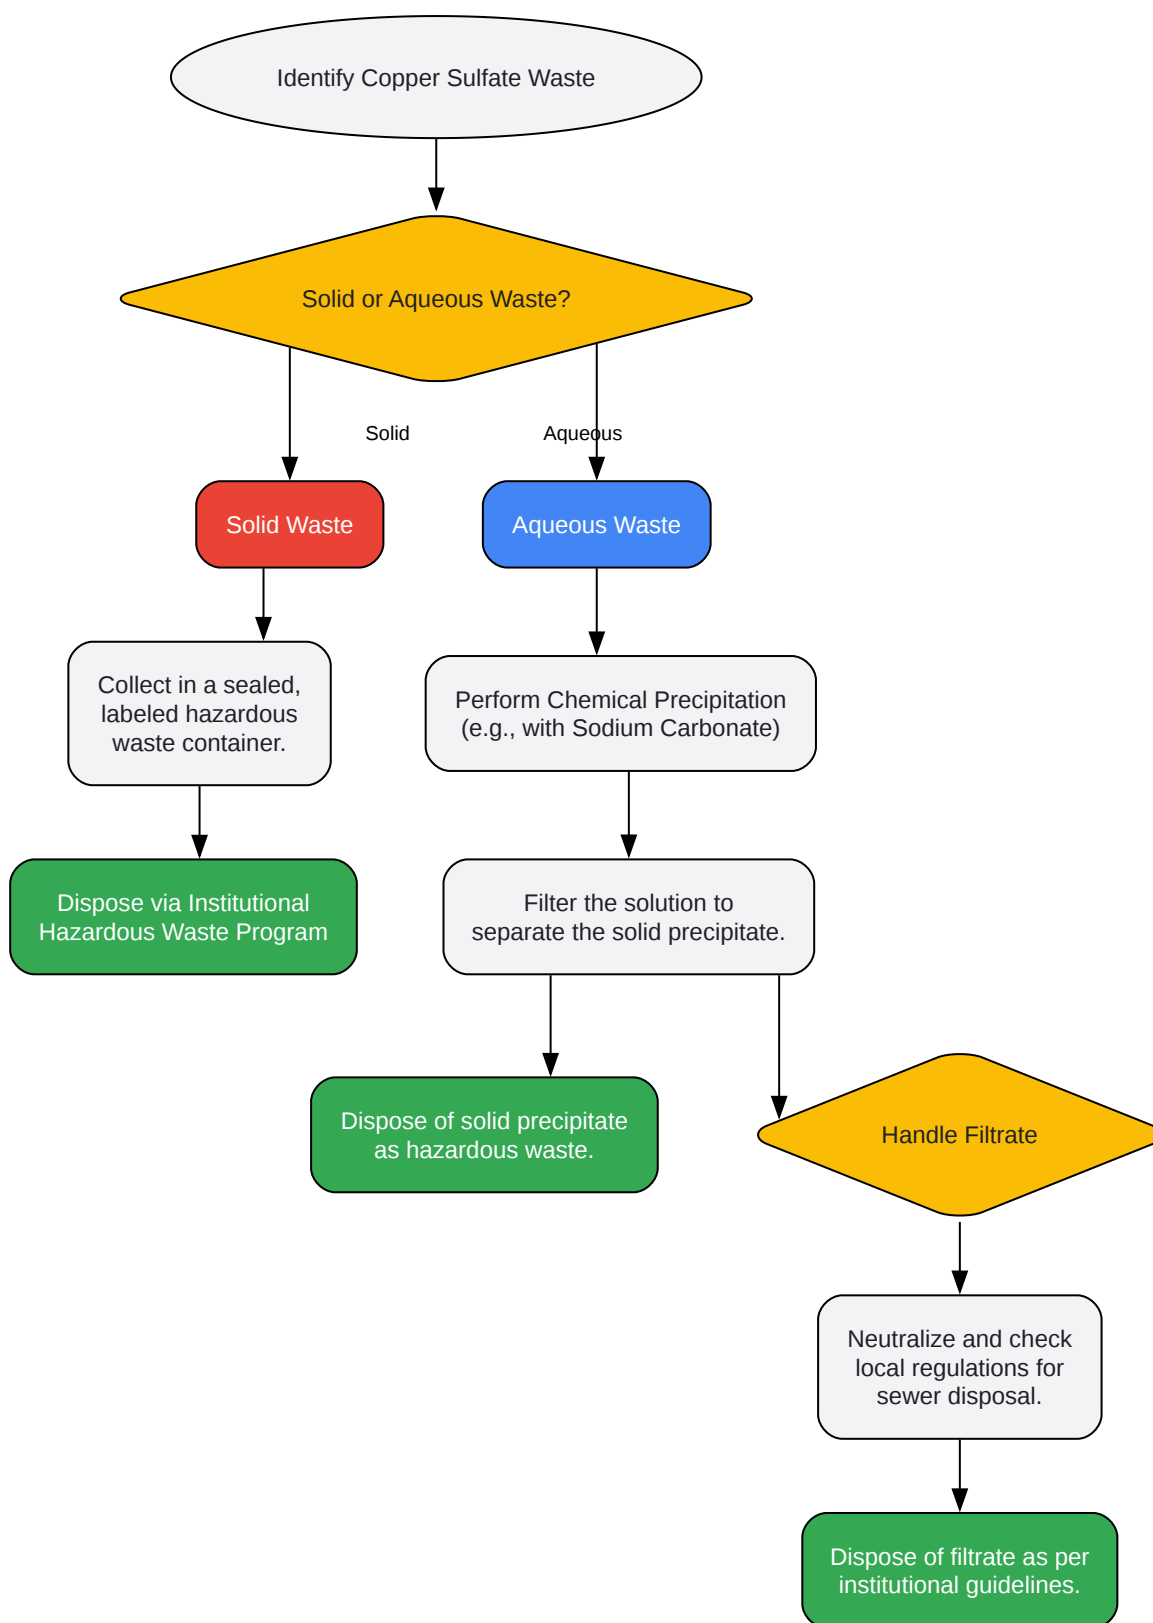 Identify Copper Sulfate Waste
Solid or Aqueous Waste?
Solid
Aqueous
Solid Waste
Aqueous Waste
Collect in a sealed,
labeled hazardous
waste container.
Perform Chemical Precipitation
(e.g., with Sodium Carbonate)
Dispose via Institutional
Hazardous Waste Program
Filter the solution to
separate the solid precipitate.
Dispose of solid precipitate
as hazardous waste.
Handle Filtrate
Neutralize and check
local regulations for
sewer disposal.
Dispose of filtrate as per
institutional guidelines.